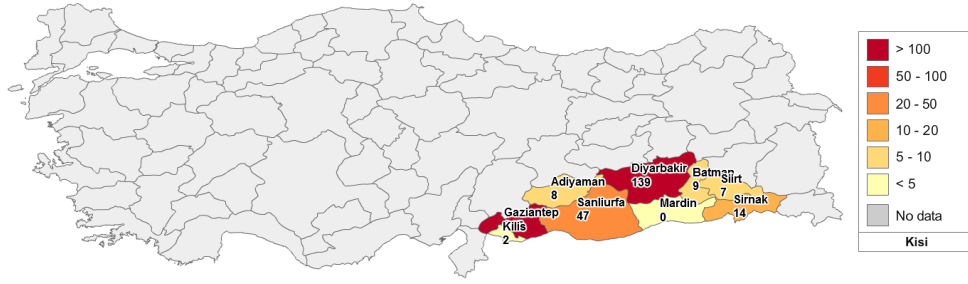 > 100
50 - 100
20 - 50
10 - 20
5 - 10
< 5
No data
Kisi
Diyarbakir
139
Batman
9
Siirt
7
Adiyaman
8
Sanliurfa
47
Mardin
0
Sirnak
14
Gaziantep
Kilis
2